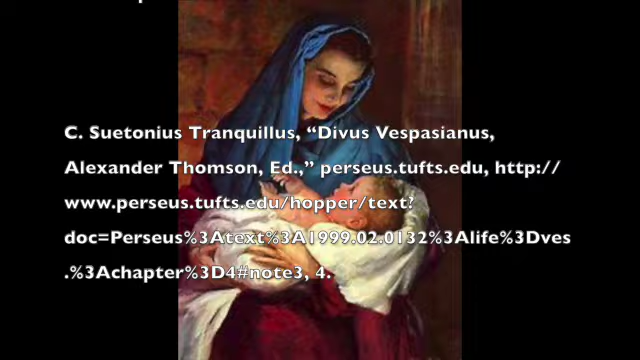 C. Suetonius Tranquillus, “Divus Vespasianus,
Alexander Thomson, Ed.,” perseus.tufts.edu, http://
www.perseus.tufts.edu/hopper/text?
doc=Perseus%3Atext%3A1999.02.0132%3Alife%3Dves
.%3Achapter%3D4#note3, 4.